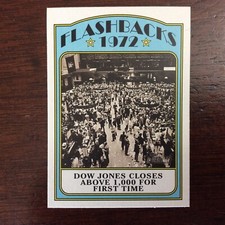 FLASHBACKS
1972
DOW JONES CLOSES
ABOVE 1,000 FOR
FIRST TIME